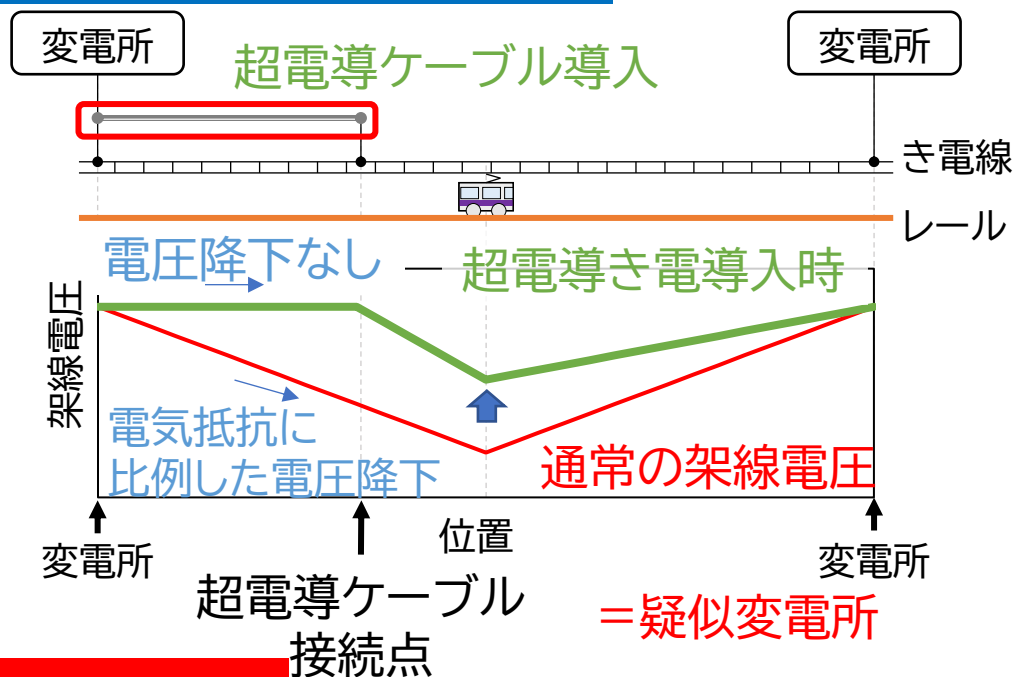 変電所
変電所
超電導ケーブル導入
き電線
レール
電圧降下なし
超電導き電導入時
架線電圧
電気抵抗に
比例した電圧降下
通常の架線電圧
変電所
位置
変電所
超電導ケーブル
接続点
＝疑似変電所